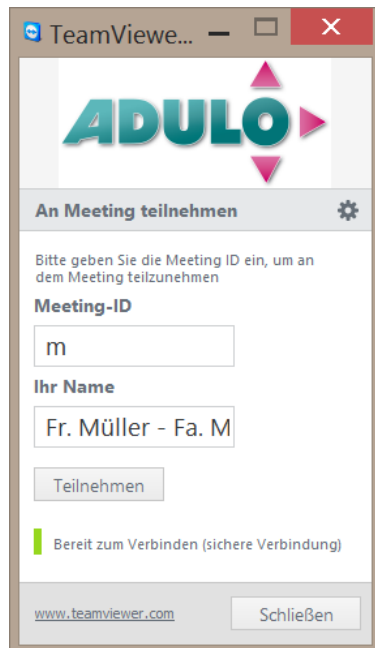 TeamViewe...
ADULO
An Meeting teilnehmen
Bitte geben Sie die Meeting ID ein, um an
dem Meeting teilzunehmen
Meeting-ID
m
Ihr Name
Fr. Müller - Fa. M
Teilnehmen
Bereit zum Verbinden (sichere Verbindung)
www.teamviewer.com
Schließen